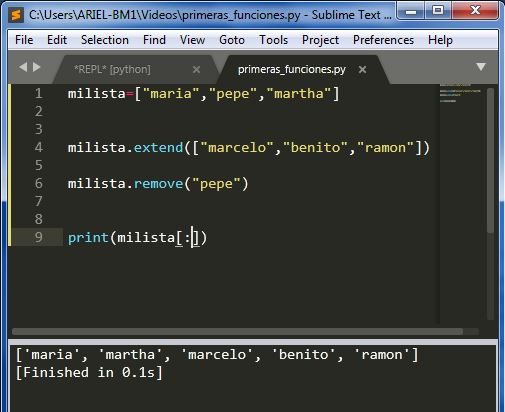 C:\Users\ARIEL-BM1\Videos\primeras_funciones.py - Sublime Text ...
File Edit Selection Find View Goto Tools Project Preferences Help
*REPL* [python] × primeras_funciones.py ×
1 milista=["maria","pepe","martha"]
2
3
4 milista.extend(["marcelo","benito","ramon"])
5
6 milista.remove("pepe")
7
8
9 print(milista[:])
['maria', 'martha', 'marcelo', 'benito', 'ramon']
[Finished in 0.1s]